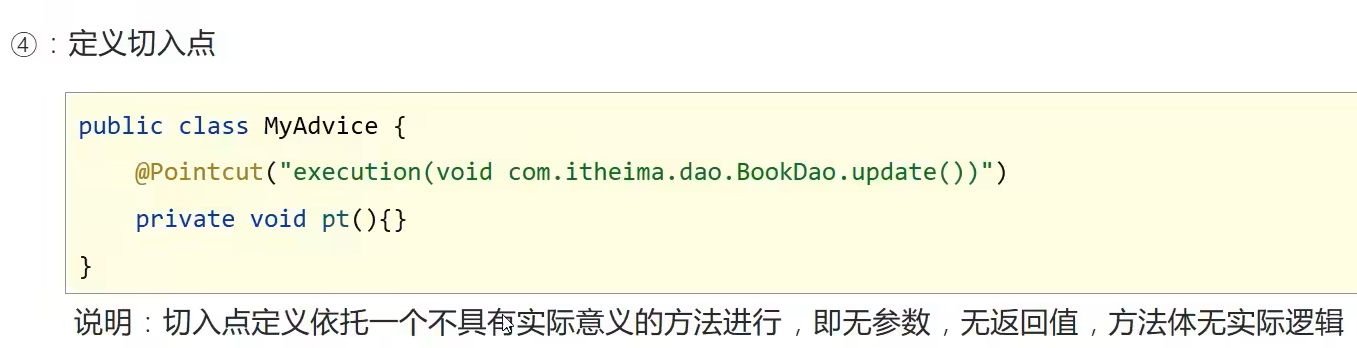 ④：定义切入点
public class MyAdvice {
@Pointcut("execution(void com.itheima.dao.BookDao.update())")
private void pt(){}
}
说明：切入点定义依托一个不具有实际意义的方法进行，即无参数，无返回值，方法体无实际逻辑